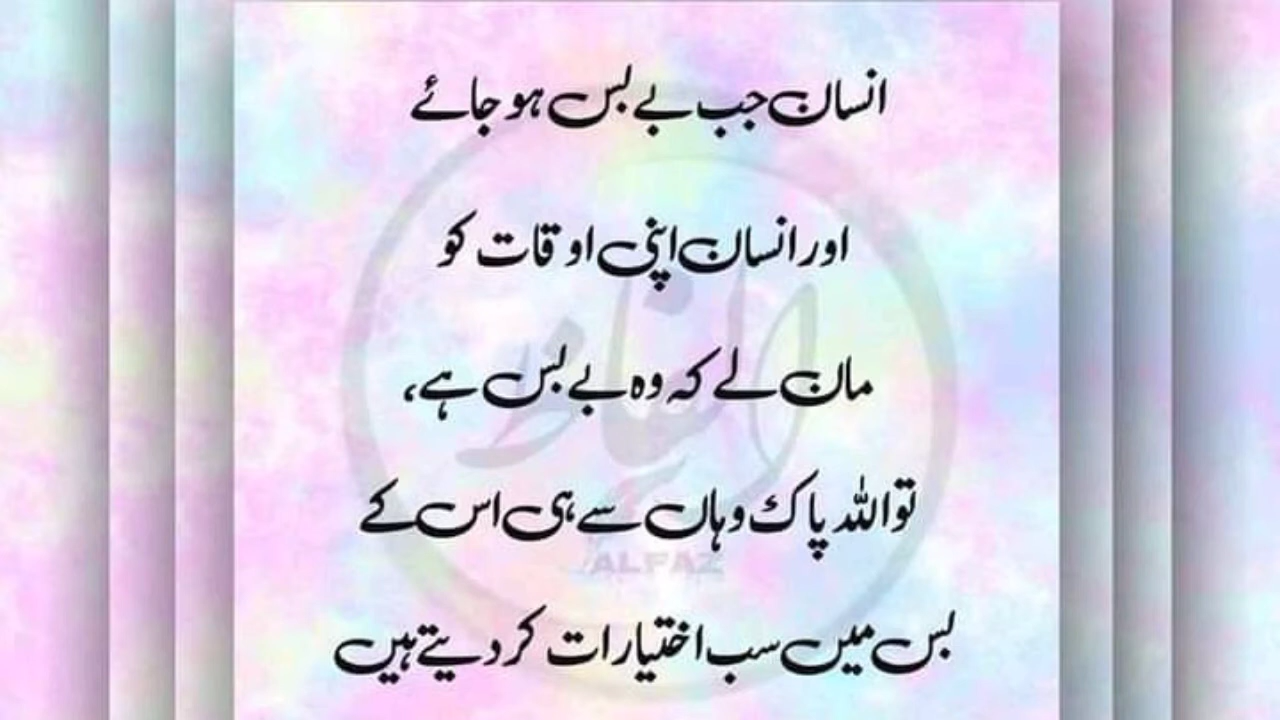 انسان جب بے بس ہو جائے
اور انسان اپنی اوقات کو
مان لے کہ وہ بے بس ہے،
تو اللہ پاک وہاں سے ہی اس کے
بس میں سب اختیارات کر دیتے ہیں
الفاظ
ALFAZ